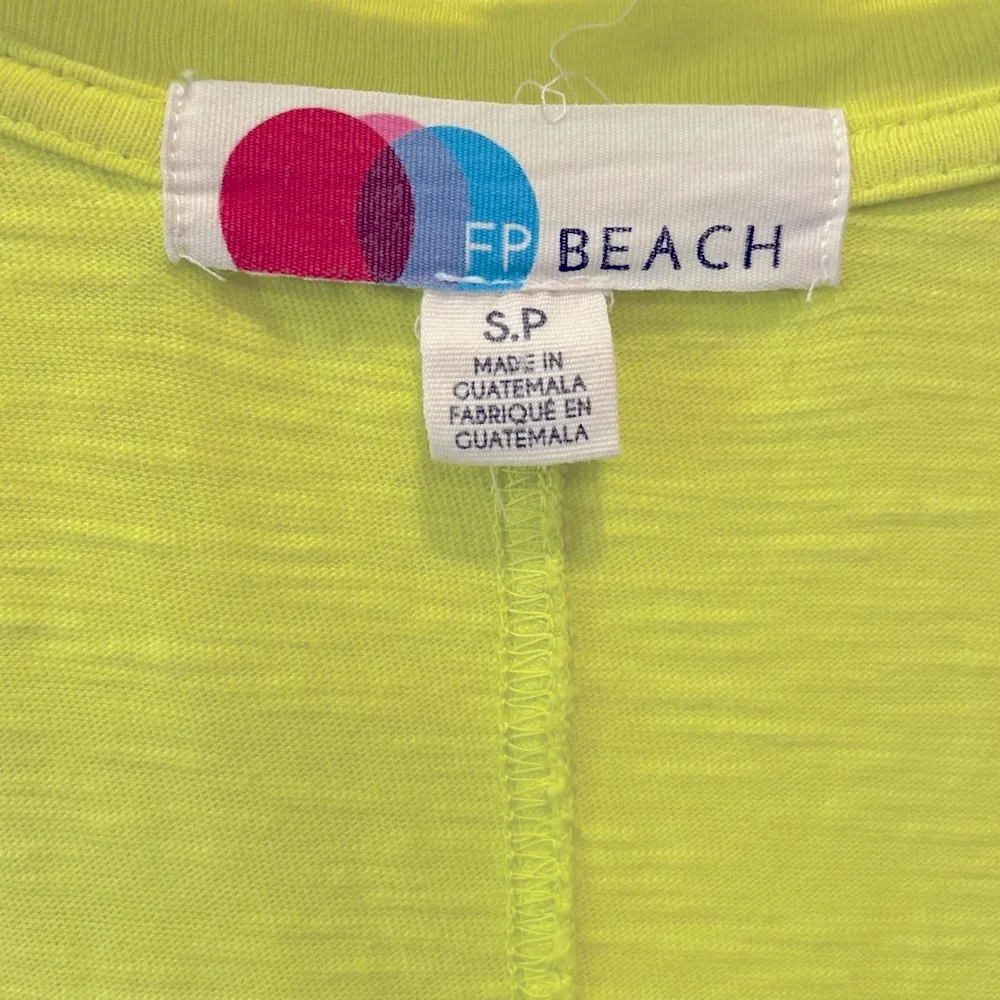 FP BEACH
S.P
MADE IN
GUATEMALA
FABRIQUÉ EN
GUATEMALA